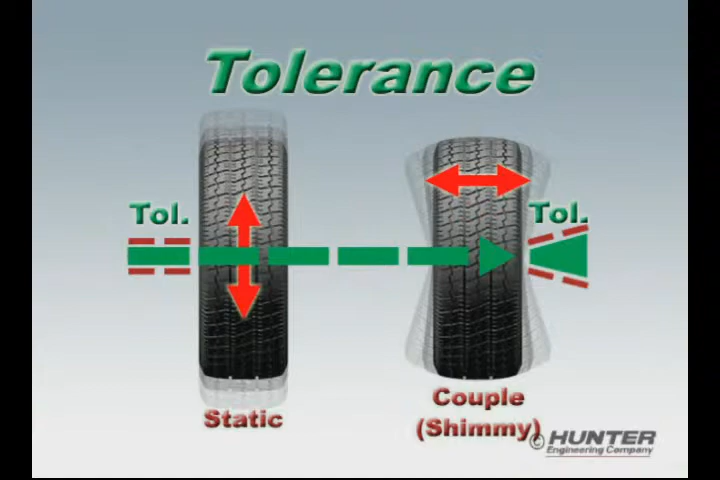 Tolerance
Tol.
Tol.
Static
Couple
(Shimmy)
© HUNTER
Engineering Company